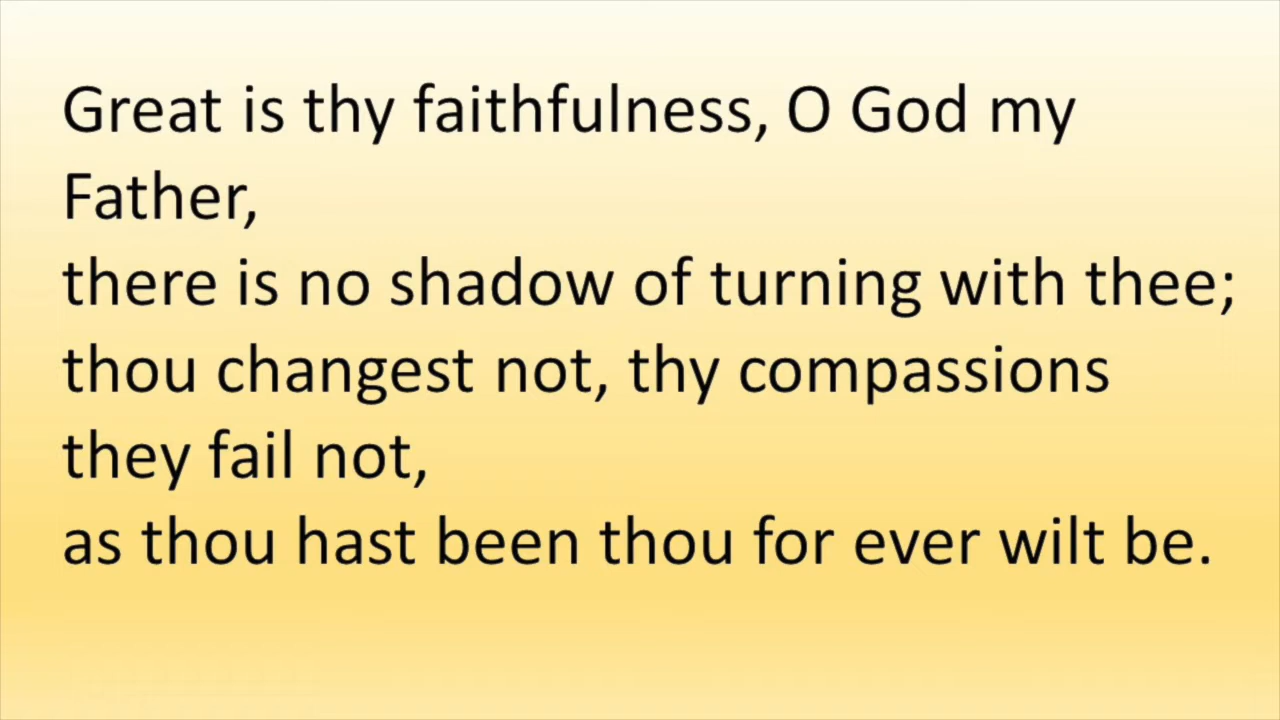 Great is thy faithfulness, O God my
Father,
there is no shadow of turning with thee;
thou changest not, thy compassions
they fail not,
as thou hast been thou for ever wilt be.